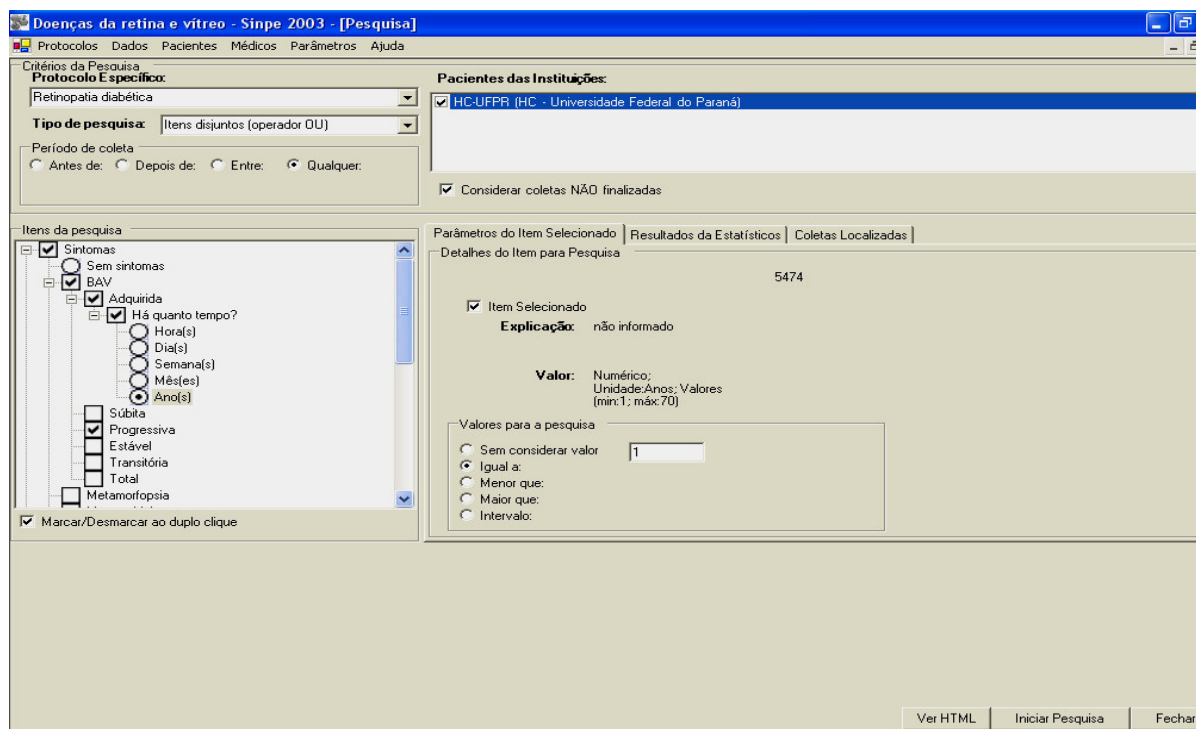 Doenças da retina e vítreo - Sinpe 2003 - [Pesquisa]
Protocolos Dados Pacientes Médicos Parâmetros Ajuda
Critérios da Pesquisa
Protocolo Específico:
Retinopatia diabética
Tipo de pesquisa: Itens disjuntos (operador OU)
Período de coleta
Antes de: Depois de: Entre: Qualquer:
Pacientes das Instituições:
HC-UFPR (HC - Universidade Federal do Paraná)
Considerar coletas NÃO finalizadas
Itens da pesquisa
Sintomas
Sem sintomas
BAV
Adquirida
Há quanto tempo?
Hora(s)
Dia(s)
Semana(s)
Mês(es)
Ano(s)
Súbita
Progressiva
Estável
Transitória
Total
Metamorfopsia
Marcar/Desmarcar ao duplo clique
Parâmetros do Item Selecionado Resultados da Estatísticos Coletas Localizadas
Detalhes do Item para Pesquisa
5474
Item Selecionado
Explicação: não informado
Valor: Numérico;
Unidade:Anos; Valores
(min:1; máx:70)
Valores para a pesquisa
Sem considerar valor 1
Igual a:
Menor que:
Maior que:
Intervalo:
Ver HTML Iniciar Pesquisa Fechar